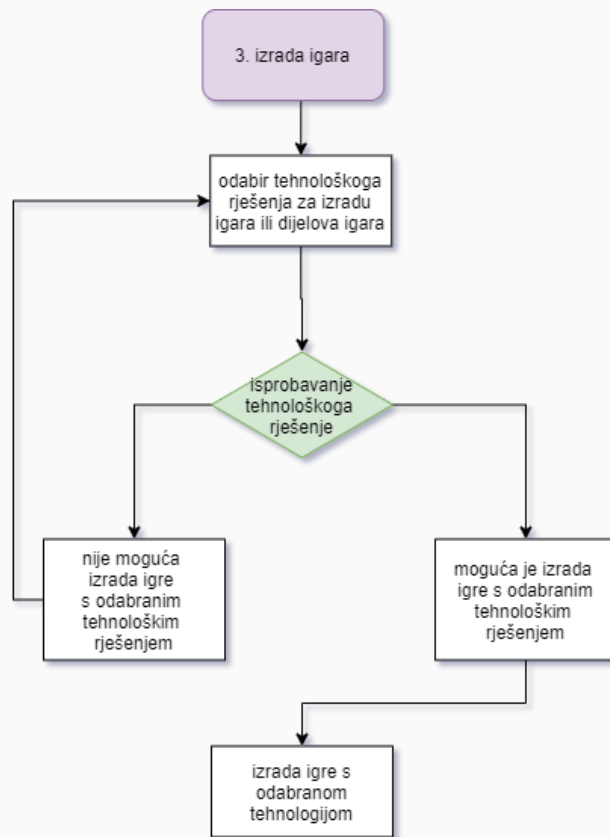 3. izrada igara
odabir tehnološkoga
rješenja za izradu
igara ili dijelova igara
isprobavanje
tehnološkoga
rješenje
nije moguća
izrada igre
s odabranim
tehnološkim
rješenjem
moguća je izrada
igre s odabranim
tehnološkim
rješenjem
izrada igre s
odabranom
tehnologijom